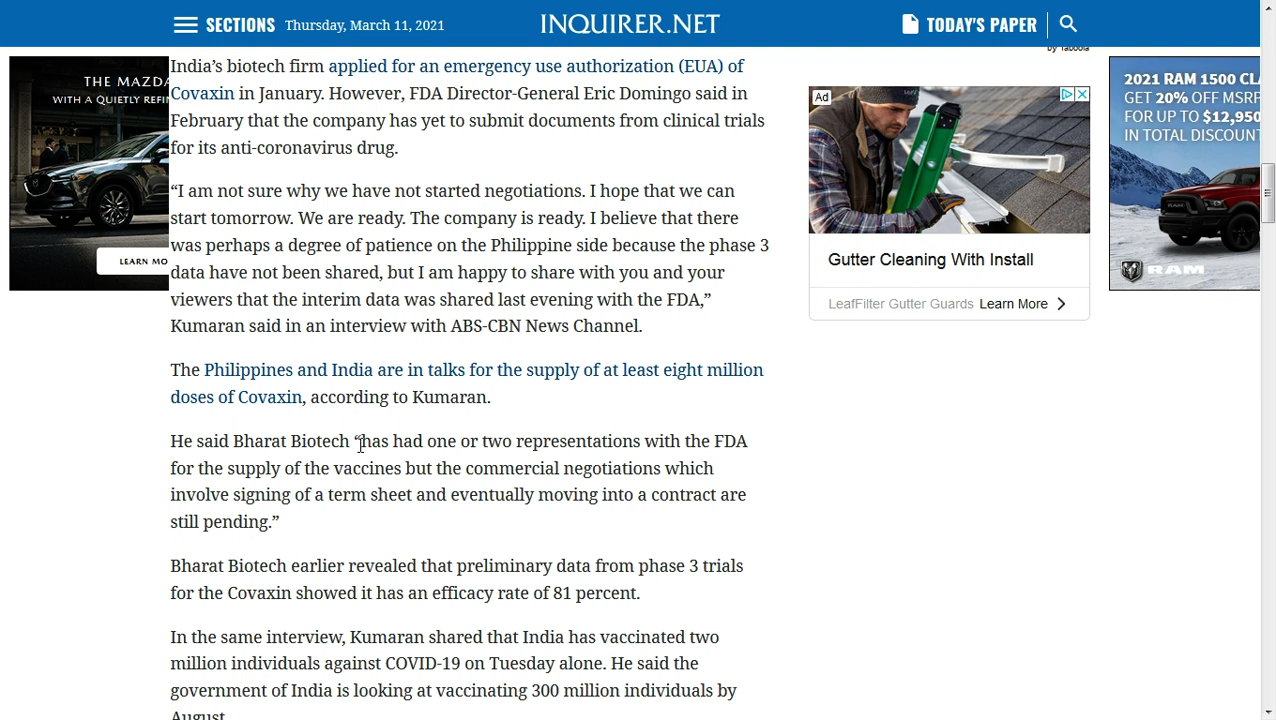 SECTIONS Thursday, March 11, 2021 INQUIRER.NET TODAY'S PAPER
by Taboola
THE MAZDA
WITH A QUIETLY REFIN
LEARN MO
India’s biotech firm applied for an emergency use authorization (EUA) of
Covaxin in January. However, FDA Director-General Eric Domingo said in
February that the company has yet to submit documents from clinical trials
for its anti-coronavirus drug.
“I am not sure why we have not started negotiations. I hope that we can
start tomorrow. We are ready. The company is ready. I believe that there
was perhaps a degree of patience on the Philippine side because the phase 3
data have not been shared, but I am happy to share with you and your
viewers that the interim data was shared last evening with the FDA,”
Kumaran said in an interview with ABS-CBN News Channel.
The Philippines and India are in talks for the supply of at least eight million
doses of Covaxin, according to Kumaran.
He said Bharat Biotech “has had one or two representations with the FDA
for the supply of the vaccines but the commercial negotiations which
involve signing of a term sheet and eventually moving into a contract are
still pending.”
Bharat Biotech earlier revealed that preliminary data from phase 3 trials
for the Covaxin showed it has an efficacy rate of 81 percent.
In the same interview, Kumaran shared that India has vaccinated two
million individuals against COVID-19 on Tuesday alone. He said the
government of India is looking at vaccinating 300 million individuals by
August.
Ad
Gutter Cleaning With Install
LeafFilter Gutter Guards Learn More
2021 RAM 1500 CLA
GET 20% OFF MSRP
FOR UP TO $12,950
IN TOTAL DISCOUNT
RAM